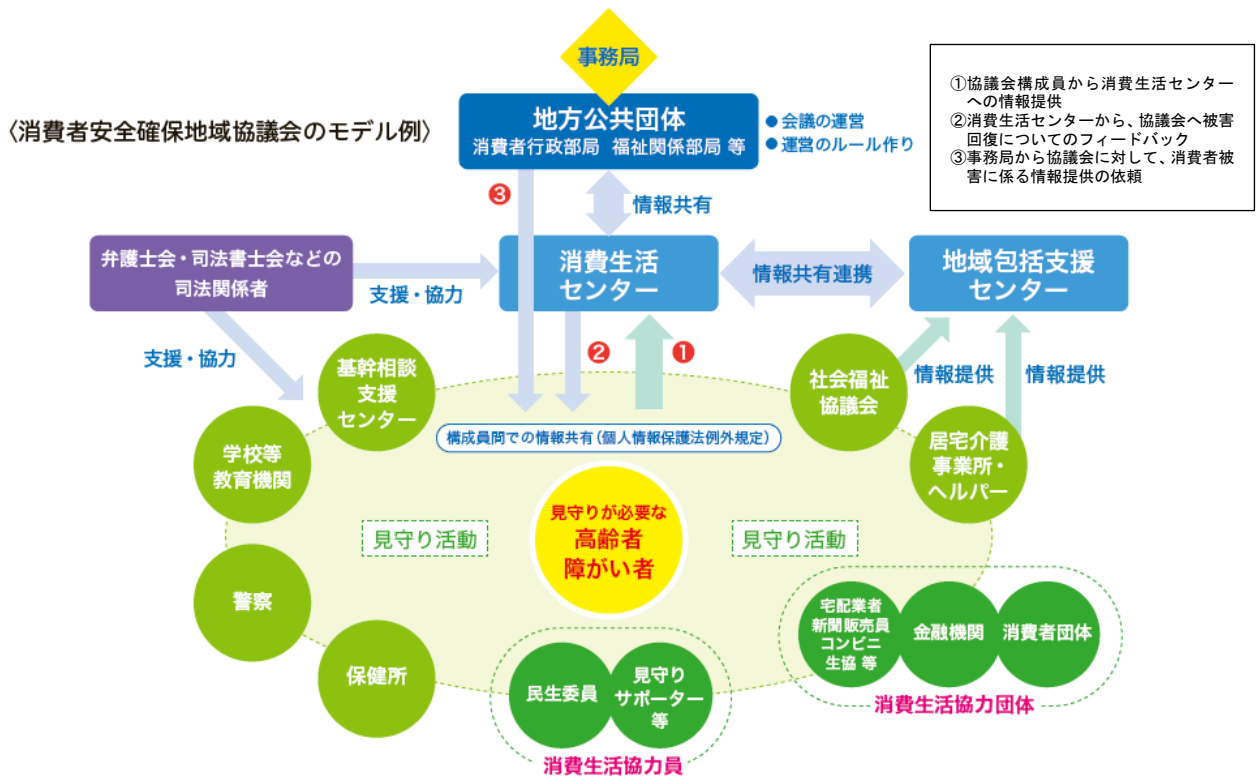 事務局
〈消費者安全確保地域協議会のモデル例〉
地方公共団体
消費者行政部局 福祉関係部局 等
●会議の運営
●運営のルール作り
①協議会構成員から消費生活センター
への情報提供
②消費生活センターから、協議会へ被害
回復についてのフィードバック
③事務局から協議会に対して、消費者被
害に係る情報提供の依頼
❸
情報共有
弁護士会・司法書士会などの
司法関係者
支援・協力
消費生活
センター
情報共有連携
地域包括支援
センター
支援・協力
❷
❶
基幹相談
支援
センター
社会福祉
協議会
情報提供
情報提供
構成員間での情報共有(個人情報保護法例外規定)
学校等
教育機関
居宅介護
事業所・
ヘルパー
見守りが必要な
高齢者
障がい者
見守り活動
見守り活動
警察
保健所
民生委員
見守り
サポーター
等
消費生活協力員
宅配業者
新聞販売員
コンビニ
生協 等
金融機関
消費者団体
消費生活協力団体